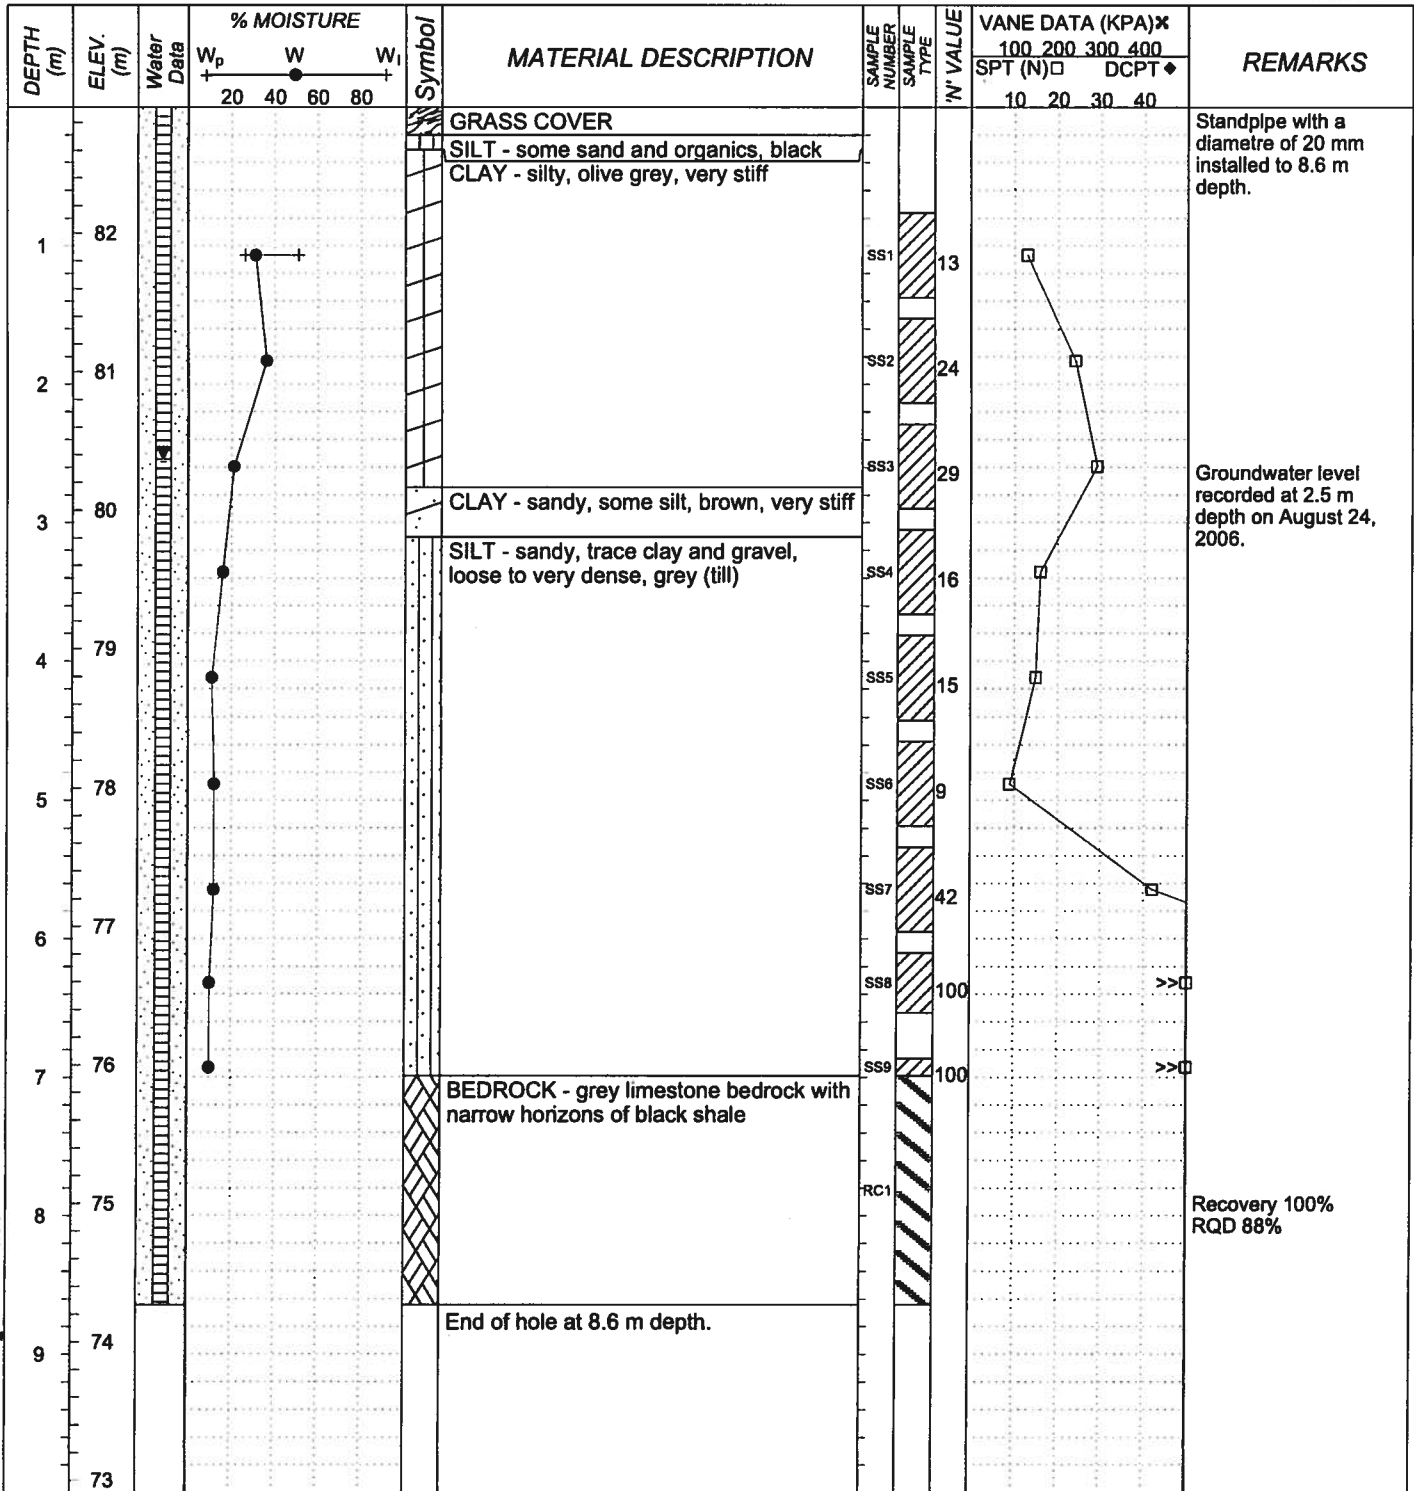 DEPTH (m)
ELEV. (m)
Water Data
% MOISTURE
Wp W Wl
20 40 60 80
Symbol
MATERIAL DESCRIPTION
SAMPLE NUMBER
SAMPLE TYPE
'N' VALUE
VANE DATA (KPA)✖
100 200 300 400
SPT (N)□ DCPT◆
10 20 30 40
REMARKS
GRASS COVER
SILT - some sand and organics, black
CLAY - silty, olive grey, very stiff
Standpipe with a
diametre of 20 mm
installed to 8.6 m
depth.
82
1
SS1
13
81
2
SS2
24
SS3
29
Groundwater level
recorded at 2.5 m
depth on August 24,
2006.
CLAY - sandy, some silt, brown, very stiff
80
3
SILT - sandy, trace clay and gravel,
loose to very dense, grey (till)
SS4
16
79
4
SS5
15
78
5
SS6
9
SS7
42
77
6
SS8
100
>>
76
7
SS9
100
>>
BEDROCK - grey limestone bedrock with
narrow horizons of black shale
RC1
75
8
Recovery 100%
RQD 88%
End of hole at 8.6 m depth.
74
9
73